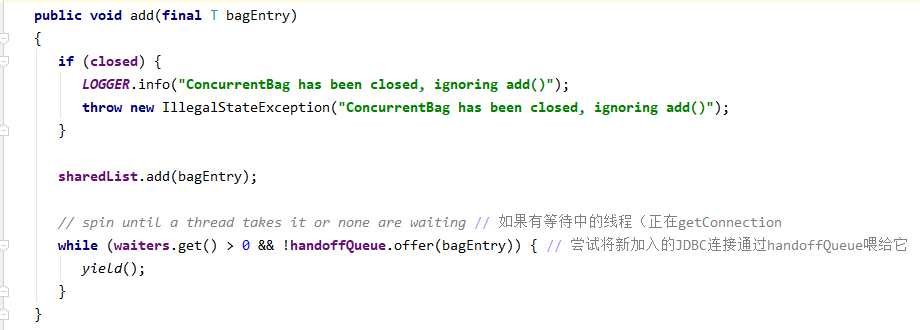 public void add(final T bagEntry)
{
if (closed) {
LOGGER.info("ConcurrentBag has been closed, ignoring add()");
throw new IllegalStateException("ConcurrentBag has been closed, ignoring add()");
}
sharedList.add(bagEntry);
// spin until a thread takes it or none are waiting // 如果有等待中的线程（正在getConnection
while (waiters.get() > 0 && !handoffQueue.offer(bagEntry)) { // 尝试将新加入的JDBC连接通过handoffQueue喂给它
yield();
}
}